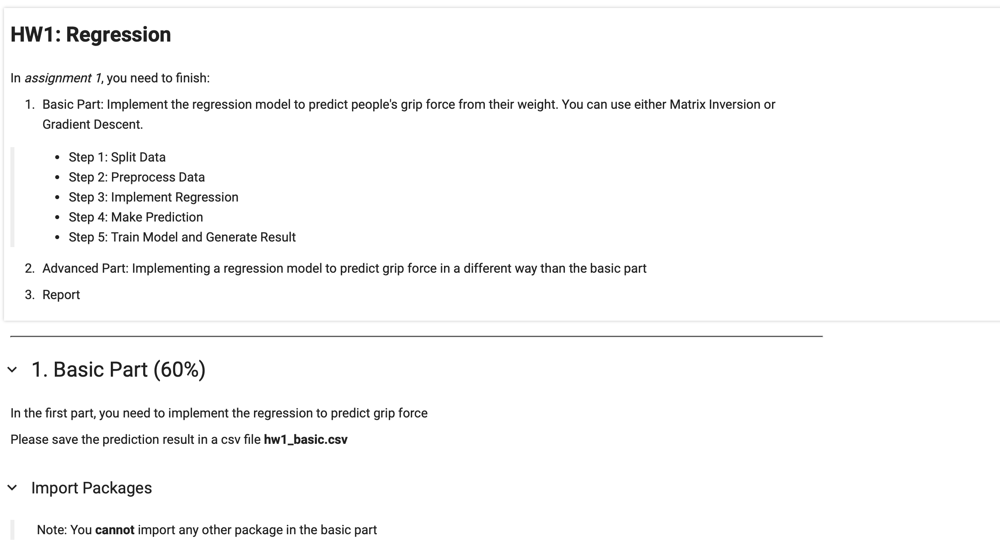 HW1: Regression
In assignment 1, you need to finish:
1. Basic Part: Implement the regression model to predict people's grip force from their weight. You can use either Matrix Inversion or
Gradient Descent.
• Step 1: Split Data
• Step 2: Preprocess Data
• Step 3: Implement Regression
• Step 4: Make Prediction
• Step 5: Train Model and Generate Result
2. Advanced Part: Implementing a regression model to predict grip force in a different way than the basic part
3. Report
1. Basic Part (60%)
In the first part, you need to implement the regression to predict grip force
Please save the prediction result in a csv file hw1_basic.csv
Import Packages
Note: You cannot import any other package in the basic part